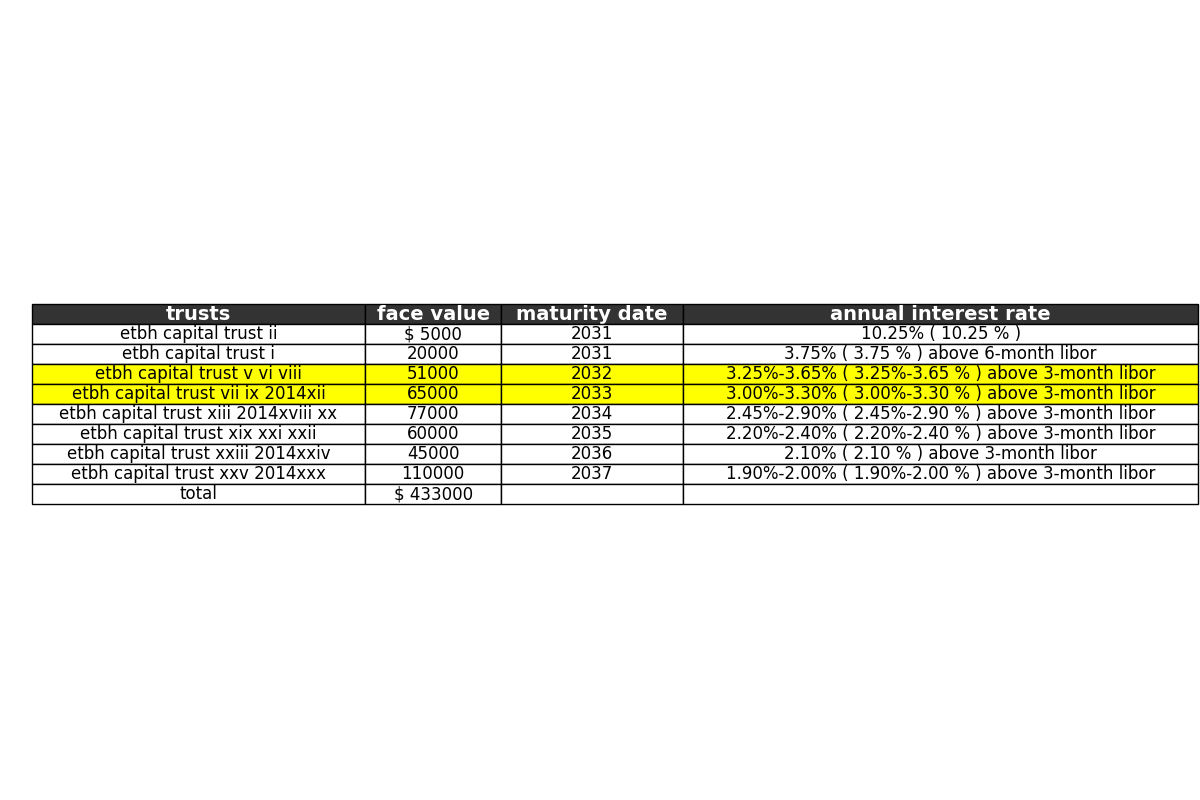 trusts face value maturity date annual interest rate
etbh capital trust ii $ 5000 2031 10.25% ( 10.25 % )
etbh capital trust i 20000 2031 3.75% ( 3.75 % ) above 6-month libor
etbh capital trust v vi viii 51000 2032 3.25%-3.65% ( 3.25%-3.65 % ) above 3-month libor
etbh capital trust vii ix 2014xii 65000 2033 3.00%-3.30% ( 3.00%-3.30 % ) above 3-month libor
etbh capital trust xiii 2014xviii xx 77000 2034 2.45%-2.90% ( 2.45%-2.90 % ) above 3-month libor
etbh capital trust xix xxi xxii 60000 2035 2.20%-2.40% ( 2.20%-2.40 % ) above 3-month libor
etbh capital trust xxiii 2014xxiv 45000 2036 2.10% ( 2.10 % ) above 3-month libor
etbh capital trust xxv 2014xxx 110000 2037 1.90%-2.00% ( 1.90%-2.00 % ) above 3-month libor
total $ 433000